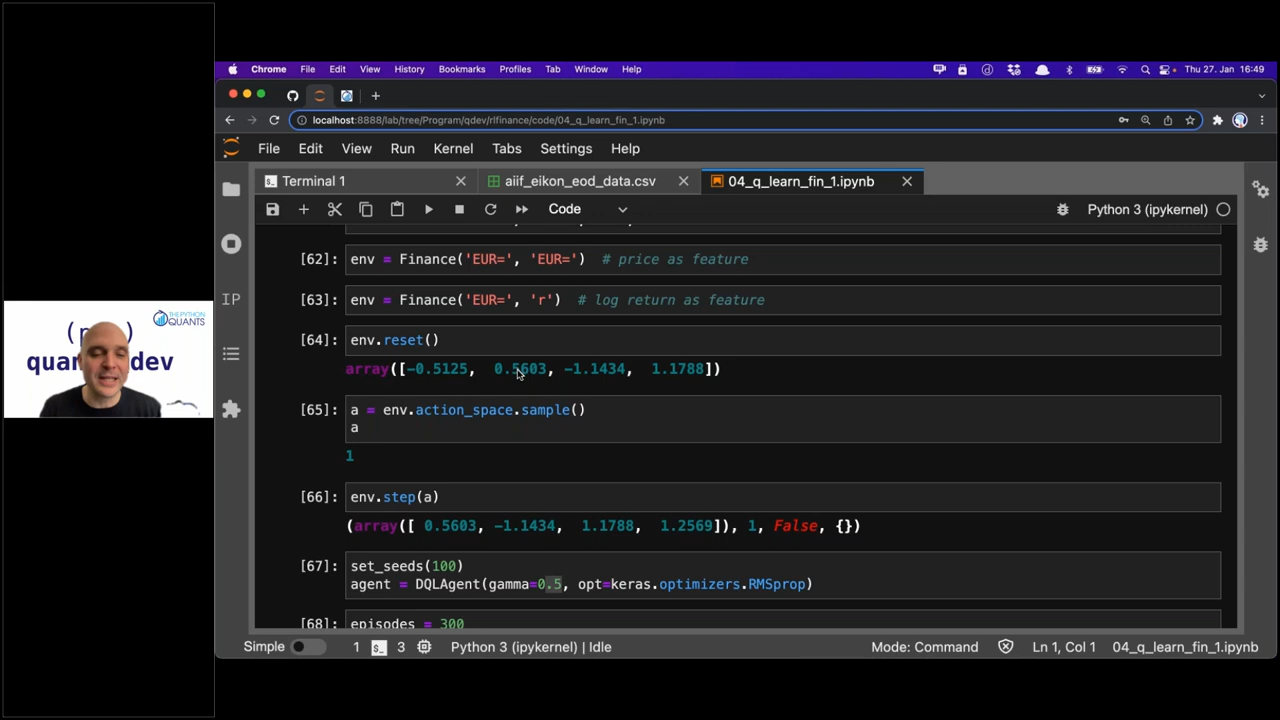 Chrome File Edit View History Bookmarks Profiles Tab Window Help Thu 27. Jan 16:49
localhost:8888/lab/tree/Program/qdev/rlfinance/code/04_q_learn_fin_1.ipynb
File Edit View Run Kernel Tabs Settings Help
Terminal 1 aiif_eikon_eod_data.csv 04_q_learn_fin_1.ipynb
Code Python 3 (ipykernel)
[62]: env = Finance('EUR=', 'EUR=') # price as feature
[63]: env = Finance('EUR=', 'r') # log return as feature
[64]: env.reset()
array([-0.5125, 0.5603, -1.1434, 1.1788])
[65]: a = env.action_space.sample()
a
1
[66]: env.step(a)
(array([ 0.5603, -1.1434, 1.1788, 1.2569]), 1, False, {})
[67]: set_seeds(100)
agent = DQLAgent(gamma=0.5, opt=keras.optimizers.RMSprop)
[68]: episodes = 300
Simple 1 3 Python 3 (ipykernel) | Idle Mode: Command Ln 1, Col 1 04_q_learn_fin_1.ipynb
IP
THE PYTHON
QUANTS